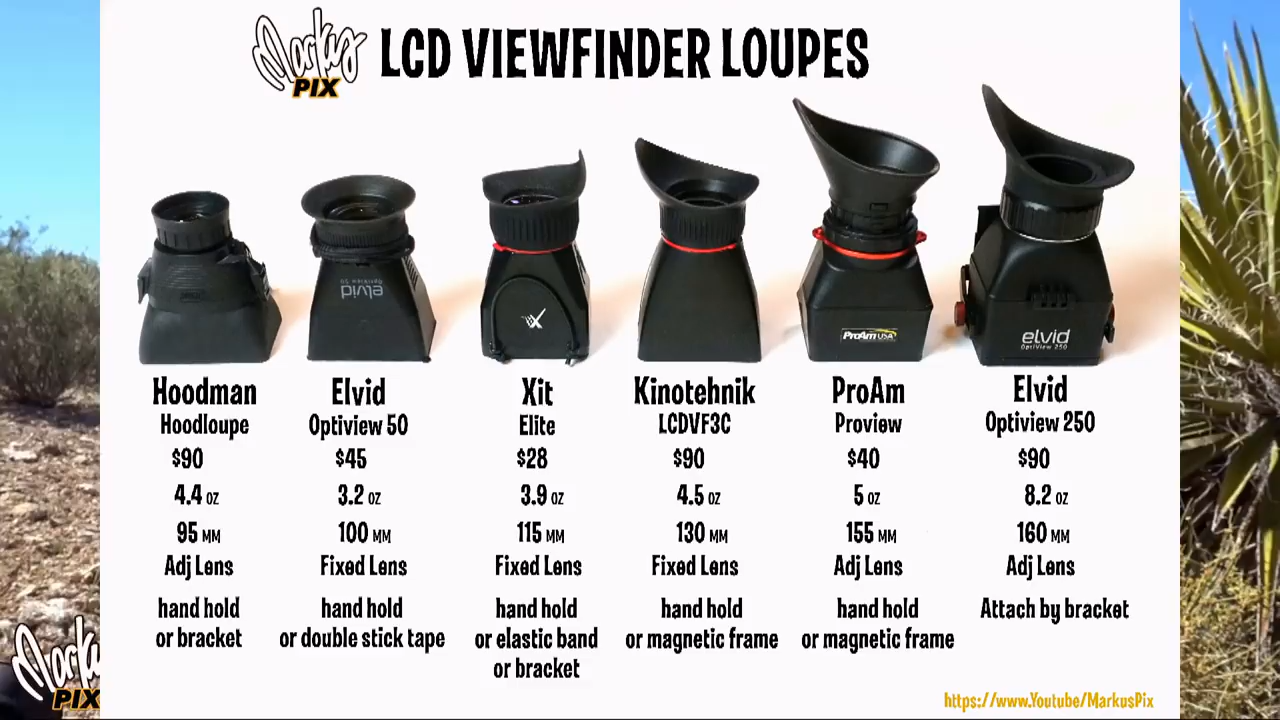 Markus PIX
LCD VIEWFINDER LOUPES
elvid
OptiView 50
X
ProAm USA
elvid
OptiView 250
Hoodman
Hoodloupe
$90
4.4 OZ
95 MM
Adj Lens
hand hold
or bracket
Elvid
Optiview 50
$45
3.2 OZ
100 MM
Fixed Lens
hand hold
or double stick tape
Xit
Elite
$28
3.9 OZ
115 MM
Fixed Lens
hand hold
or elastic band
or bracket
Kinotehnik
LCDVF3C
$90
4.5 OZ
130 MM
Fixed Lens
hand hold
or magnetic frame
ProAm
Proview
$40
5 OZ
155 MM
Adj Lens
hand hold
or magnetic frame
Elvid
Optiview 250
$90
8.2 OZ
160 MM
Adj Lens
Attach by bracket
Markus
PIX
https://www.Youtube/MarkusPix